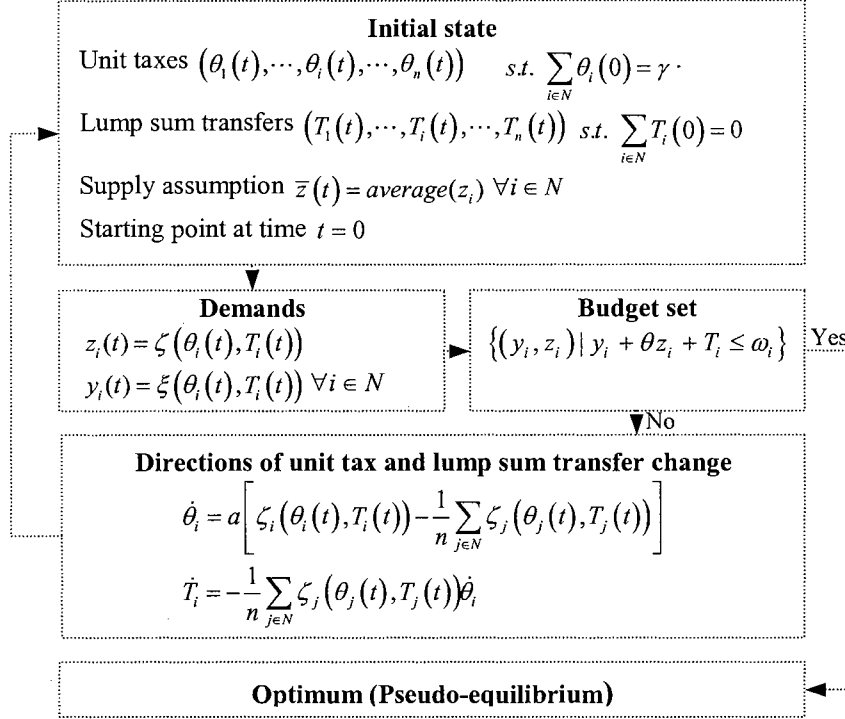 Initial state
Unit taxes (θ₁(t),⋯,θᵢ(t),⋯,θₙ(t)) s.t. ∑_{i∈N} θᵢ(0) = γ ·
Lump sum transfers (T₁(t),⋯,Tᵢ(t),⋯,Tₙ(t)) s.t. ∑_{i∈N} Tᵢ(0) = 0
Supply assumption z̄(t) = average(zᵢ) ∀i ∈ N
Starting point at time t = 0
Demands
zᵢ(t) = ζ(θᵢ(t),Tᵢ(t))
yᵢ(t) = ξ(θᵢ(t),Tᵢ(t)) ∀i ∈ N
Budget set
{(yᵢ, zᵢ) | yᵢ + θzᵢ + Tᵢ ≤ ωᵢ}
Yes
No
Directions of unit tax and lump sum transfer change
θ̇ᵢ = a[ζᵢ(θᵢ(t),Tᵢ(t)) − 1/n ∑_{j∈N} ζⱼ(θⱼ(t),Tⱼ(t))]
Ṫᵢ = −1/n ∑_{j∈N} ζⱼ(θⱼ(t),Tⱼ(t))θ̇ᵢ
Optimum (Pseudo-equilibrium)